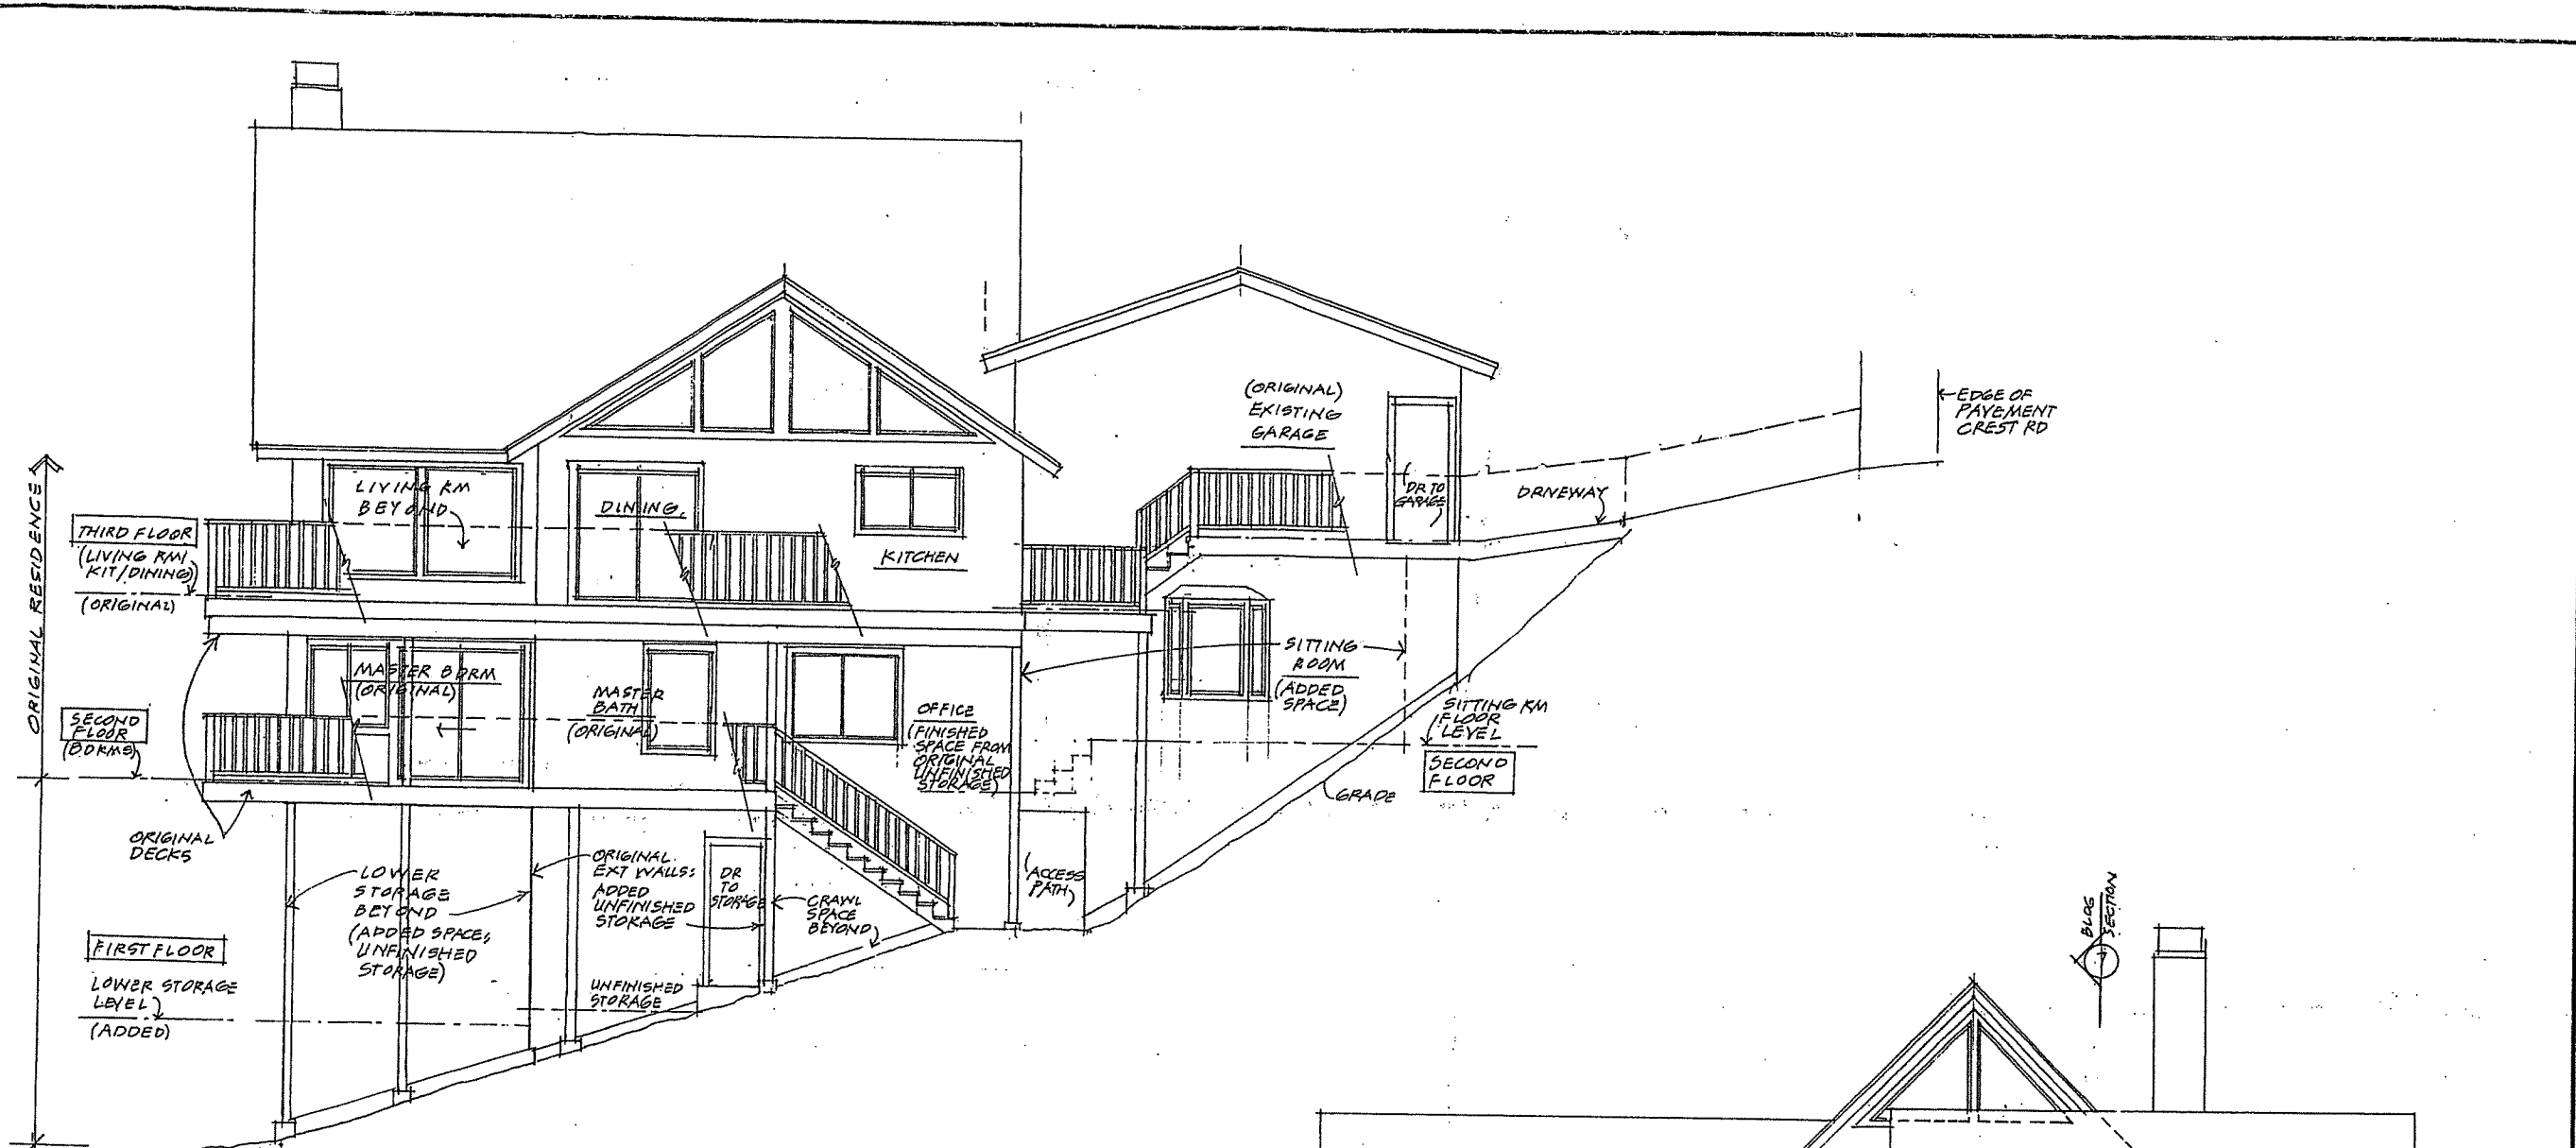 ORIGINAL RESIDENCE
THIRD FLOOR
(LIVING RM/
KIT/DINING)
(ORIGINAL)
SECOND
FLOOR
(BDRMS)
ORIGINAL
DECKS
FIRST FLOOR
LOWER STORAGE
LEVEL
(ADDED)
LIVING RM
BEYOND
DINING
KITCHEN
MASTER BDRM
(ORIGINAL)
MASTER
BATH
(ORIGINAL)
OFFICE
(FINISHED
SPACE FROM
ORIGINAL
UNFINISHED
STORAGE)
LOWER
STORAGE
BEYOND
(ADDED SPACE,
UNFINISHED
STORAGE)
ORIGINAL
EXT WALLS:
ADDED
UNFINISHED
STORAGE
UNFINISHED
STORAGE
DR
TO
STORAGE
CRAWL
SPACE
BEYOND
(ACCESS
PATH)
(ORIGINAL)
EXISTING
GARAGE
(DR TO
GARAGE)
DRIVEWAY
EDGE OF
PAVEMENT
CREST RD
SITTING
ROOM
(ADDED
SPACE)
SITTING RM
FLOOR
LEVEL
SECOND
FLOOR
GRADE
BLDG
SECTION